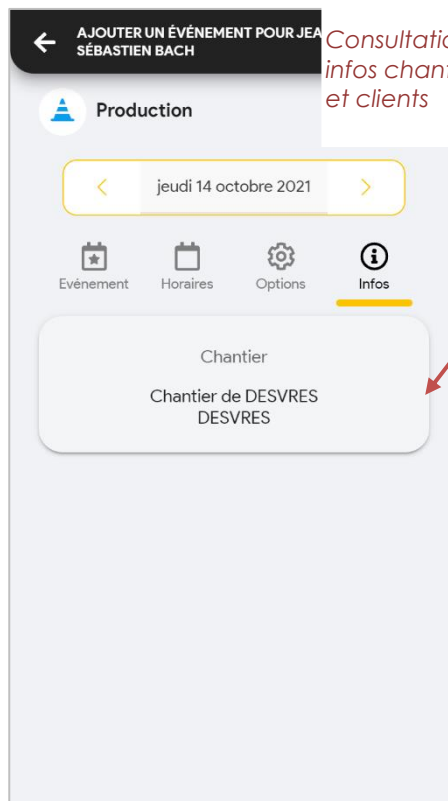 AJOUTER UN ÉVÉNEMENT POUR JEA
SÉBASTIEN BACH
Consultatio
infos chant
et clients
Production
jeudi 14 octobre 2021
Evénement
Horaires
Options
Infos
Chantier
Chantier de DESVRES
DESVRES